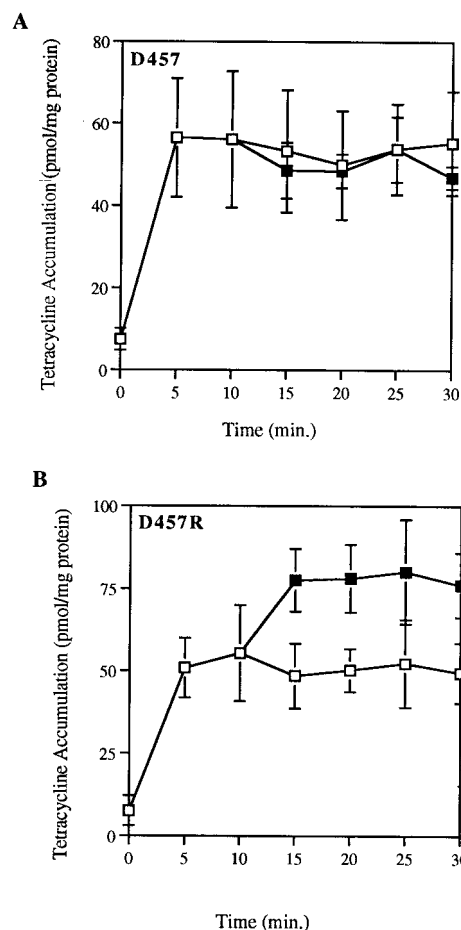 A
D457
Tetracycline Accumulation (pmol/mg protein)
80
60
40
20
0
0 5 10 15 20 25 30
Time (min.)
B
D457R
Tetracycline Accumulation (pmol/mg protein)
100
75
50
25
0
0 5 10 15 20 25 30
Time (min.)